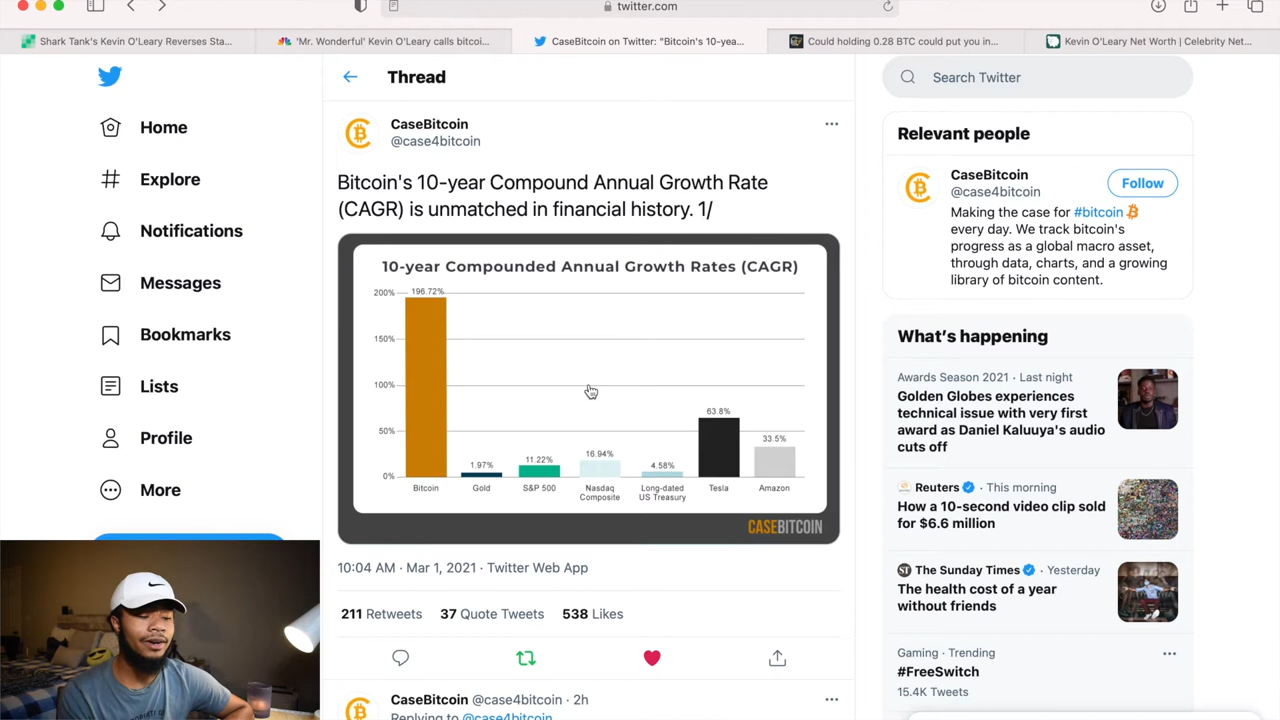 twitter.com
Shark Tank's Kevin O'Leary Reverses Sta...
'Mr. Wonderful' Kevin O'Leary calls bitcoi...
CaseBitcoin on Twitter: "Bitcoin's 10-yea...
Could holding 0.28 BTC could put you in...
Kevin O'Leary Net Worth | Celebrity Net...
Home
Explore
Notifications
Messages
Bookmarks
Lists
Profile
More
Thread
CaseBitcoin
@case4bitcoin
Bitcoin's 10-year Compound Annual Growth Rate
(CAGR) is unmatched in financial history. 1/
10-year Compounded Annual Growth Rates (CAGR)
200%
150%
100%
50%
0%
196.72%
1.97%
11.22%
16.94%
4.58%
63.8%
33.5%
Bitcoin
Gold
S&P 500
Nasdaq
Composite
Long-dated
US Treasury
Tesla
Amazon
CASEBITCOIN
10:04 AM · Mar 1, 2021 · Twitter Web App
211 Retweets 37 Quote Tweets 538 Likes
CaseBitcoin @case4bitcoin · 2h
Replying to @case4bitcoin
Search Twitter
Relevant people
CaseBitcoin
@case4bitcoin
Follow
Making the case for #bitcoin
every day. We track bitcoin's
progress as a global macro asset,
through data, charts, and a growing
library of bitcoin content.
What's happening
Awards Season 2021 · Last night
Golden Globes experiences
technical issue with very first
award as Daniel Kaluuya's audio
cuts off
Reuters · This morning
How a 10-second video clip sold
for $6.6 million
The Sunday Times · Yesterday
The health cost of a year
without friends
Gaming · Trending
#FreeSwitch
15.4K Tweets